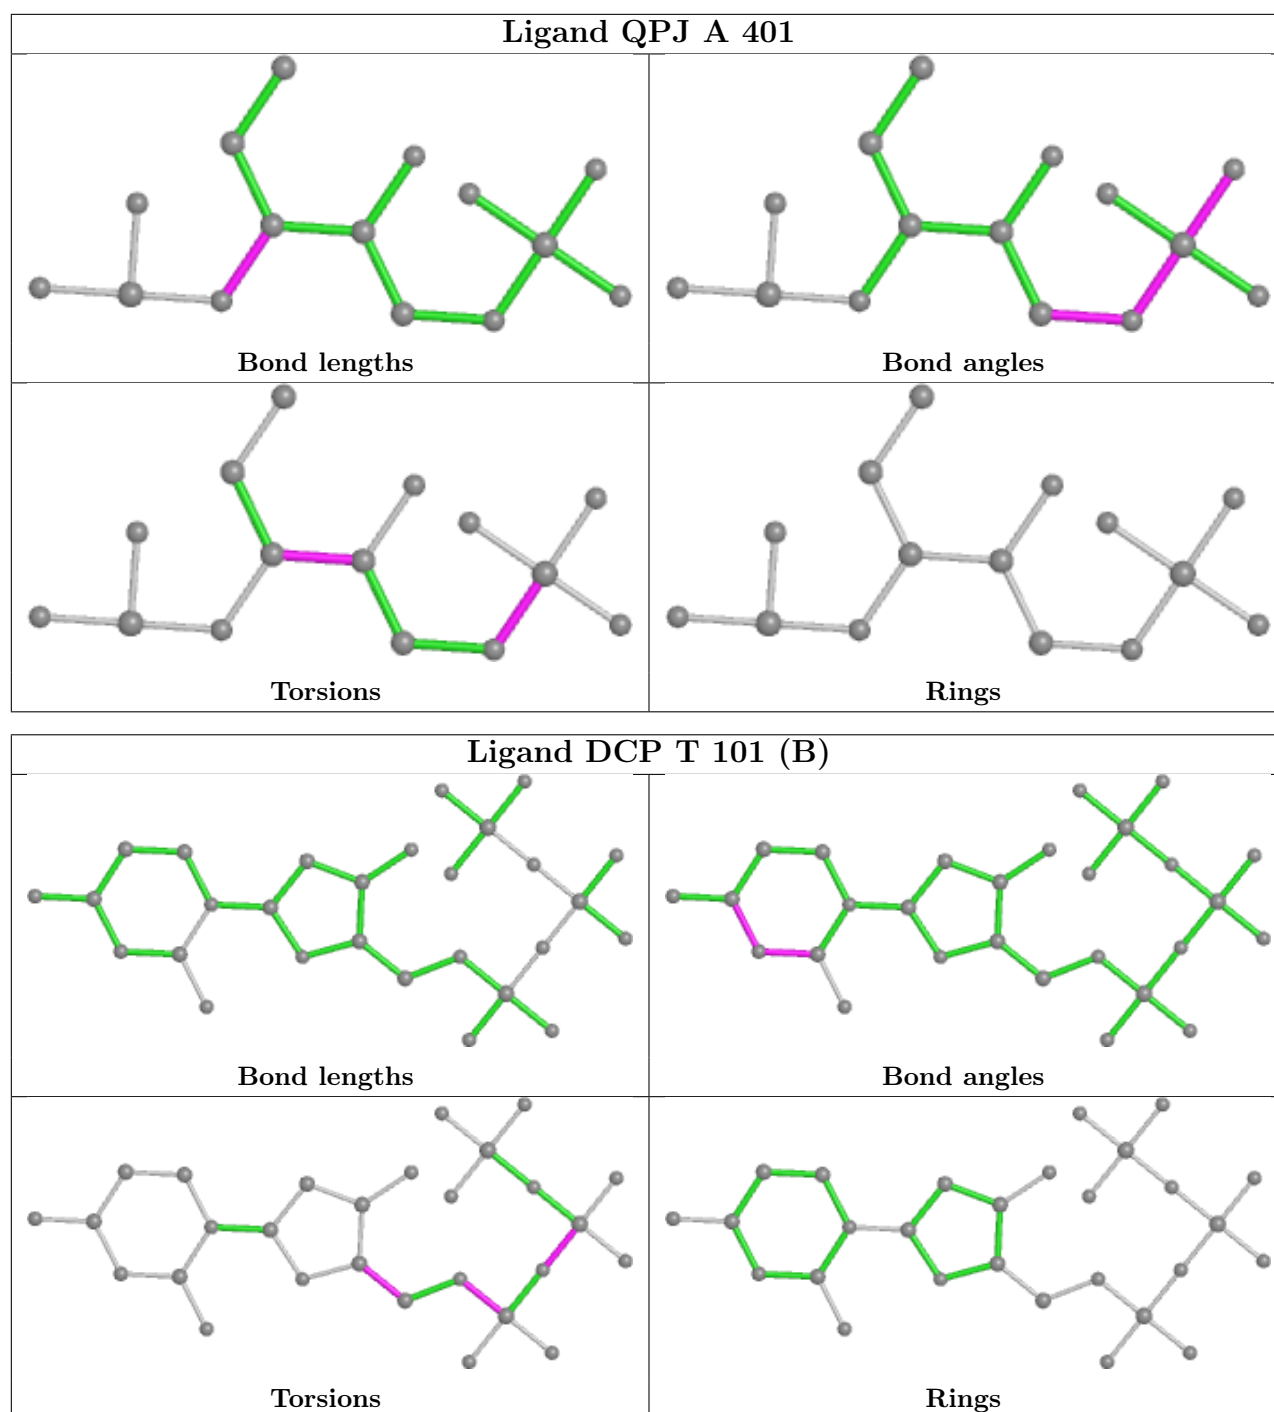 Ligand QPJ A 401
Bond lengths
Bond angles
Torsions
Rings
Ligand DCP T 101 (B)
Bond lengths
Bond angles
Torsions
Rings